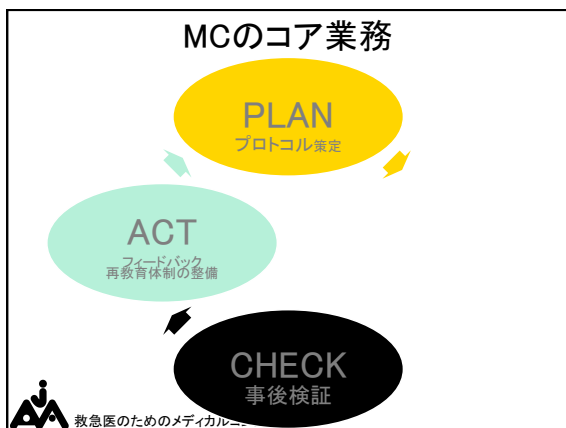 MCのコア業務
PLAN
プロトコル策定
ACT
フィードバック
再教育体制の整備
CHECK
事後検証
救急医のためのメディカルコ